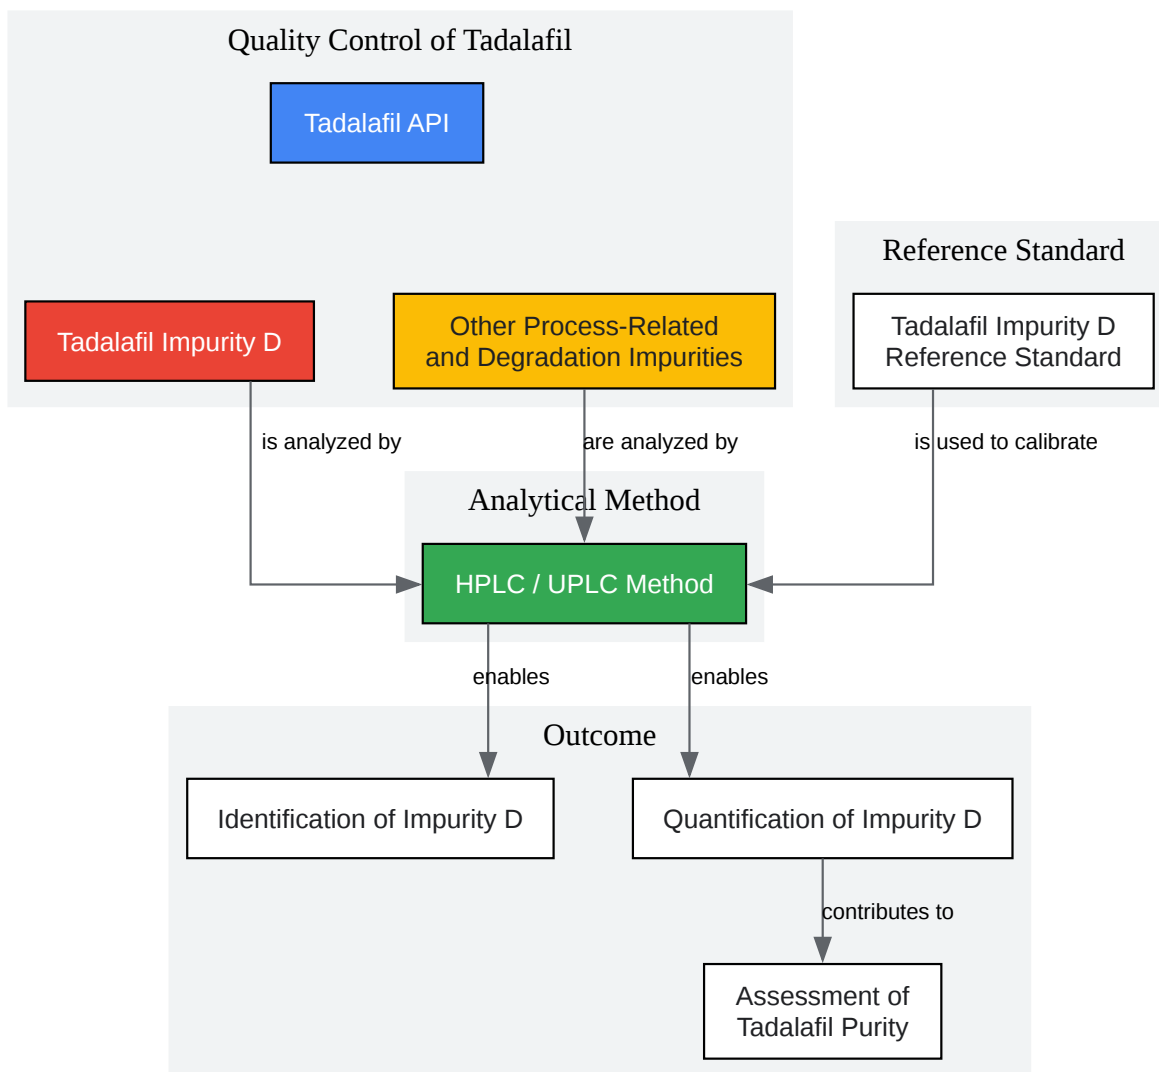 Quality Control of Tadalafil
Tadalafil API
Reference Standard
Tadalafil Impurity D
Other Process-Related
and Degradation Impurities
Tadalafil Impurity D
Reference Standard
is analyzed by
are analyzed by
is used to calibrate
Analytical Method
HPLC / UPLC Method
enables
enables
Outcome
Identification of Impurity D
Quantification of Impurity D
contributes to
Assessment of
Tadalafil Purity